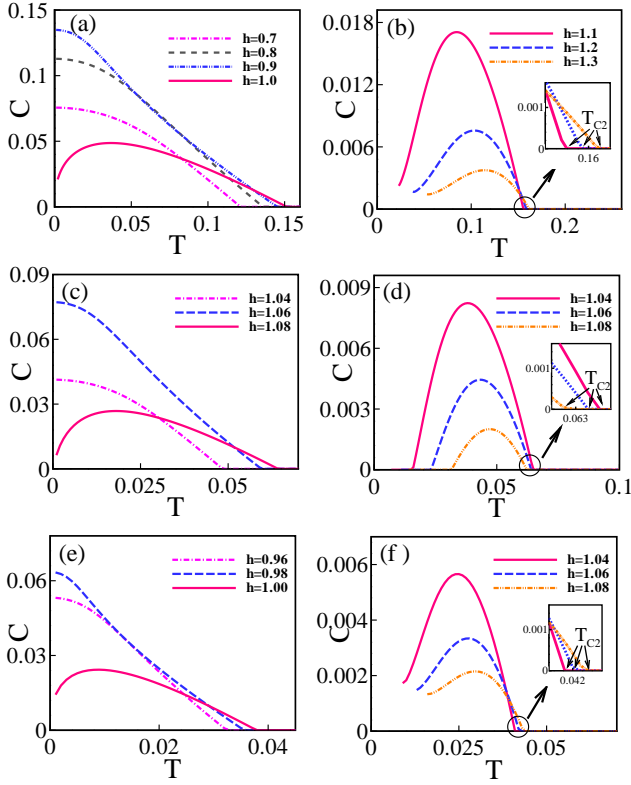 (a)
h=0.7
h=0.8
h=0.9
h=1.0
0.15
0.1
0.05
0
C
0 0.05 0.1 0.15
T
(b)
h=1.1
h=1.2
h=1.3
0.018
0.012
0.006
0
C
0 0.1 0.2
T
0.001
0
T_C2
0.16
(c)
h=1.04
h=1.06
h=1.08
0.09
0.06
0.03
0
C
0 0.025 0.05
T
(d)
h=1.04
h=1.06
h=1.08
0.009
0.006
0.003
0
C
0 0.05 0.1
T
0.001
0
T_C2
0.063
(e)
h=0.96
h=0.98
h=1.00
0.06
0.03
0
C
0 0.02 0.04
T
(f )
h=1.04
h=1.06
h=1.08
0.006
0.004
0.002
0
C
0 0.025 0.05
T
0.001
0
T_C2
0.042